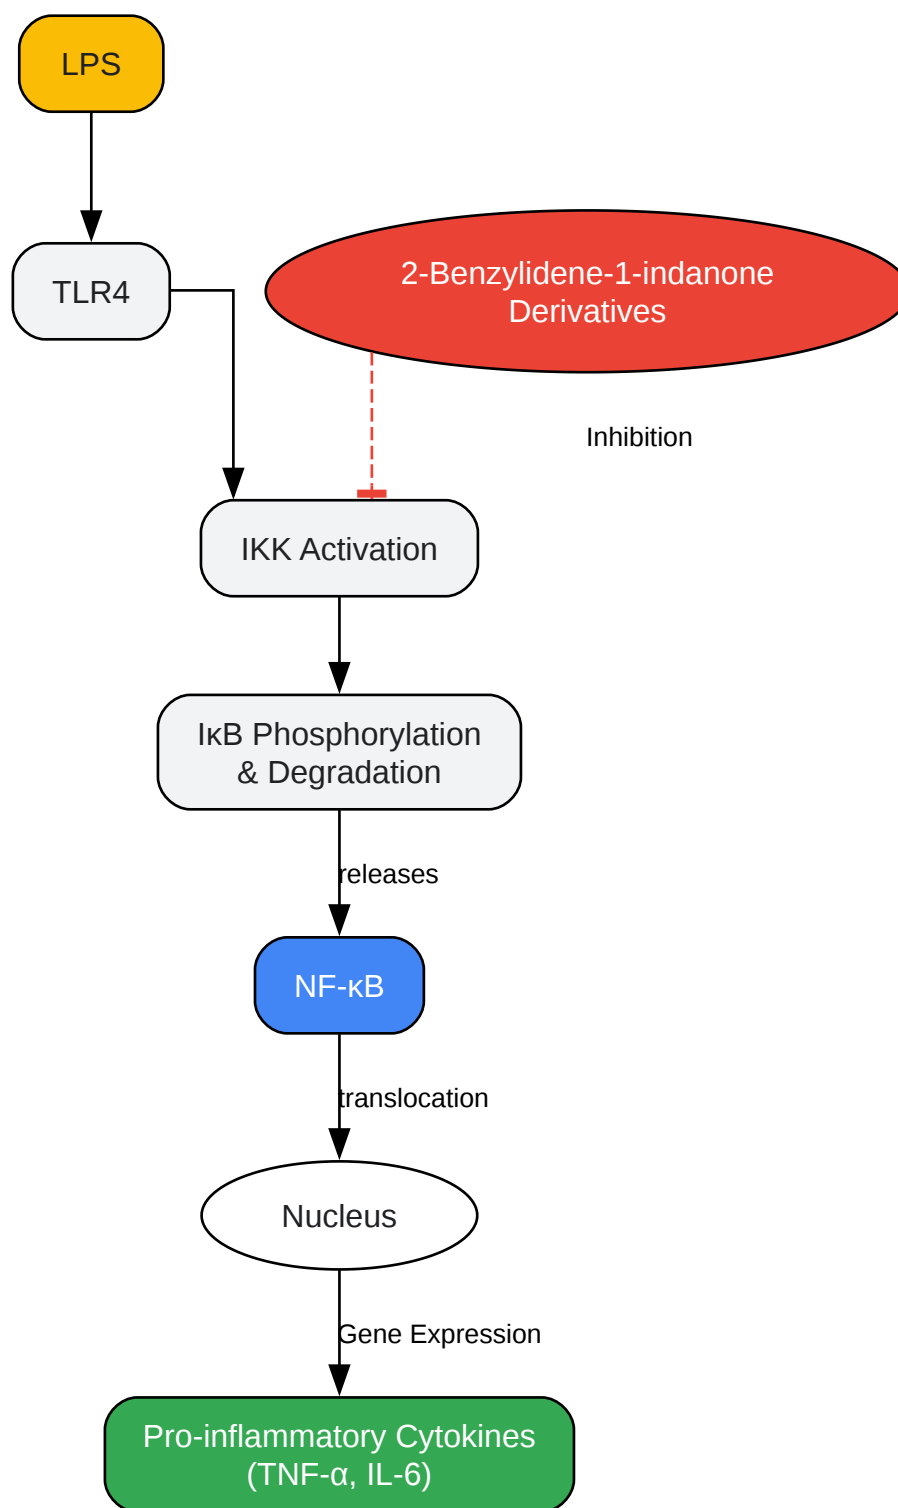 LPS
TLR4
2-Benzylidene-1-indanone
Derivatives
Inhibition
IKK Activation
IκB Phosphorylation
& Degradation
releases
NF-κB
translocation
Nucleus
Gene Expression
Pro-inflammatory Cytokines
(TNF-α, IL-6)